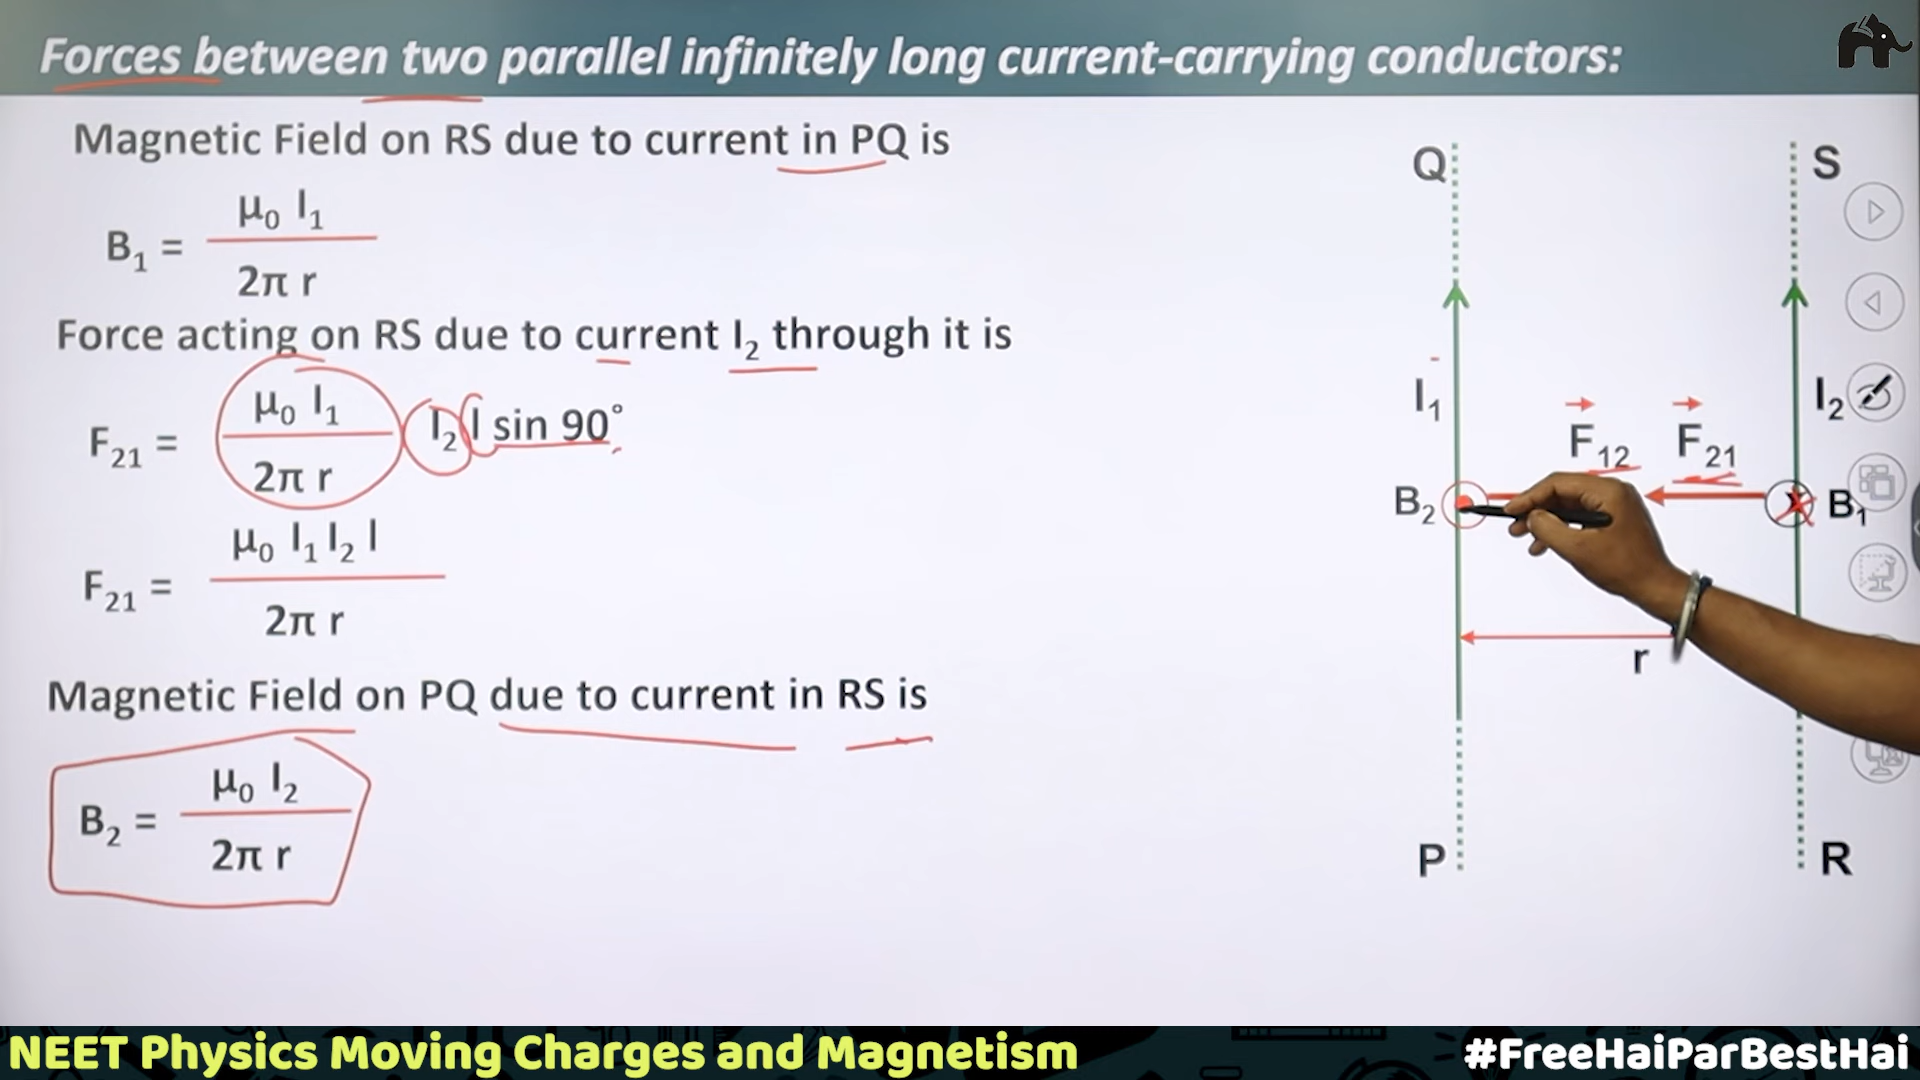 Forces between two parallel infinitely long current-carrying conductors:
Magnetic Field on RS due to current in PQ is
B₁ = μ₀ I₁ / 2π r
Force acting on RS due to current I₂ through it is
F₂₁ = μ₀ I₁ / 2π r I₂ l sin 90°
F₂₁ = μ₀ I₁ I₂ l / 2π r
Magnetic Field on PQ due to current in RS is
B₂ = μ₀ I₂ / 2π r
Q S
I₁ I₂
F₁₂ F₂₁
B₂ B₁
r
P R
NEET Physics Moving Charges and Magnetism
#FreeHaiParBestHai